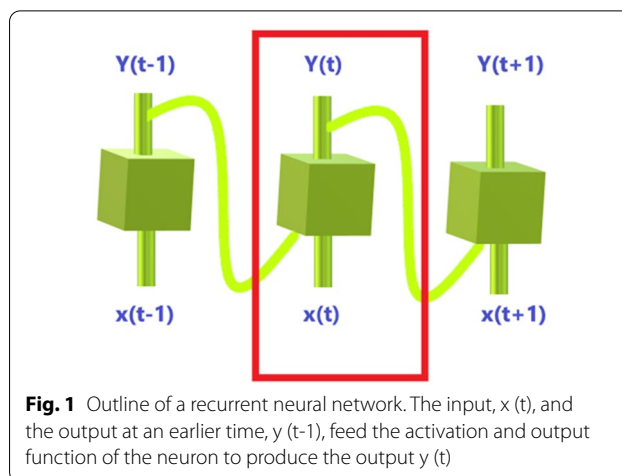 Y(t-1) Y(t) Y(t+1)
x(t-1) x(t) x(t+1)
Fig. 1 Outline of a recurrent neural network. The input, x (t), and
the output at an earlier time, y (t-1), feed the activation and output
function of the neuron to produce the output y (t)